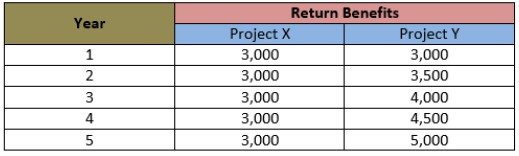 Year Return Benefits
Project X Project Y
1 3,000 3,000
2 3,000 3,500
3 3,000 4,000
4 3,000 4,500
5 3,000 5,000